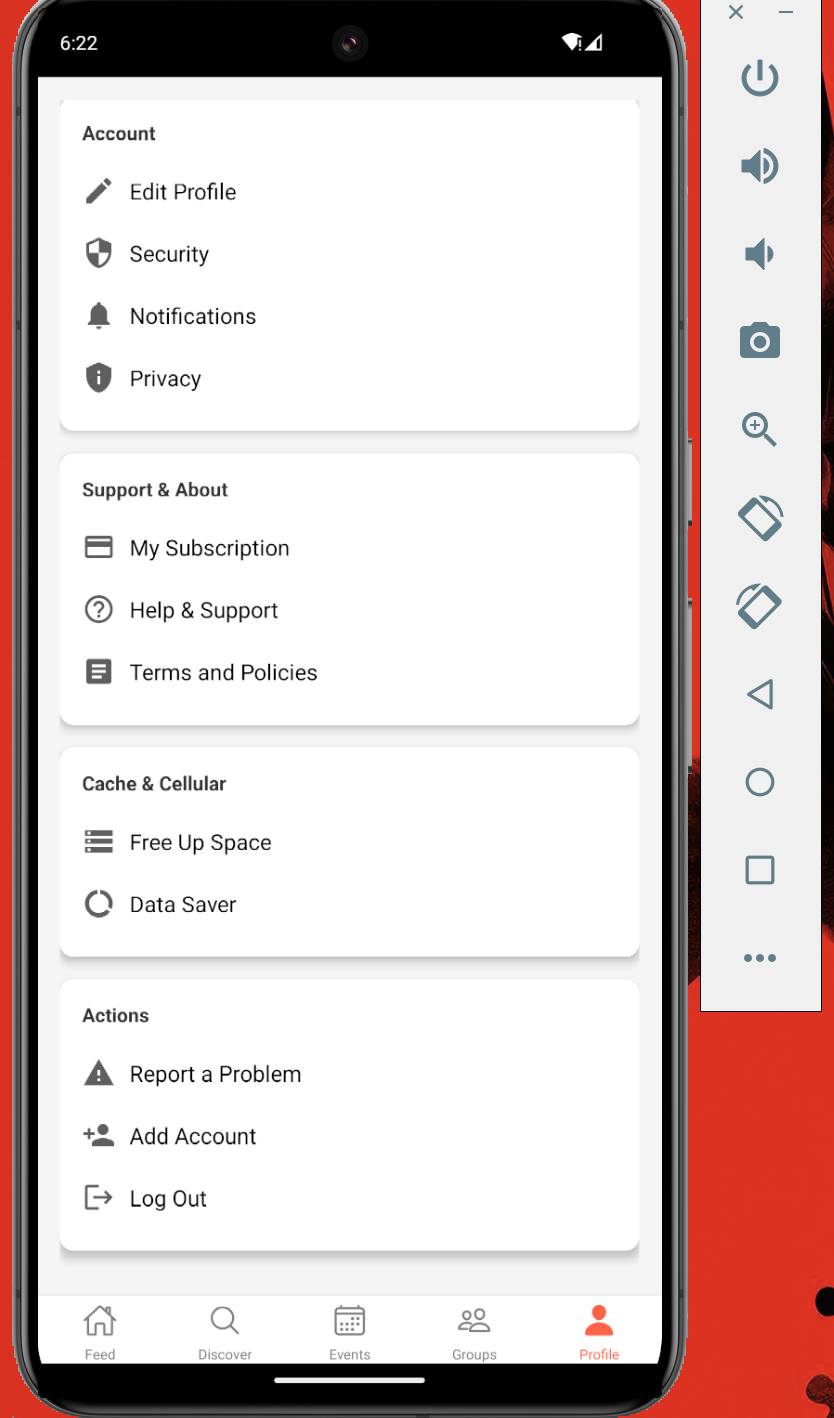 6:22
Account
Edit Profile
Security
Notifications
Privacy
Support & About
My Subscription
Help & Support
Terms and Policies
Cache & Cellular
Free Up Space
Data Saver
Actions
Report a Problem
Add Account
Log Out
Feed Discover Events Groups Profile